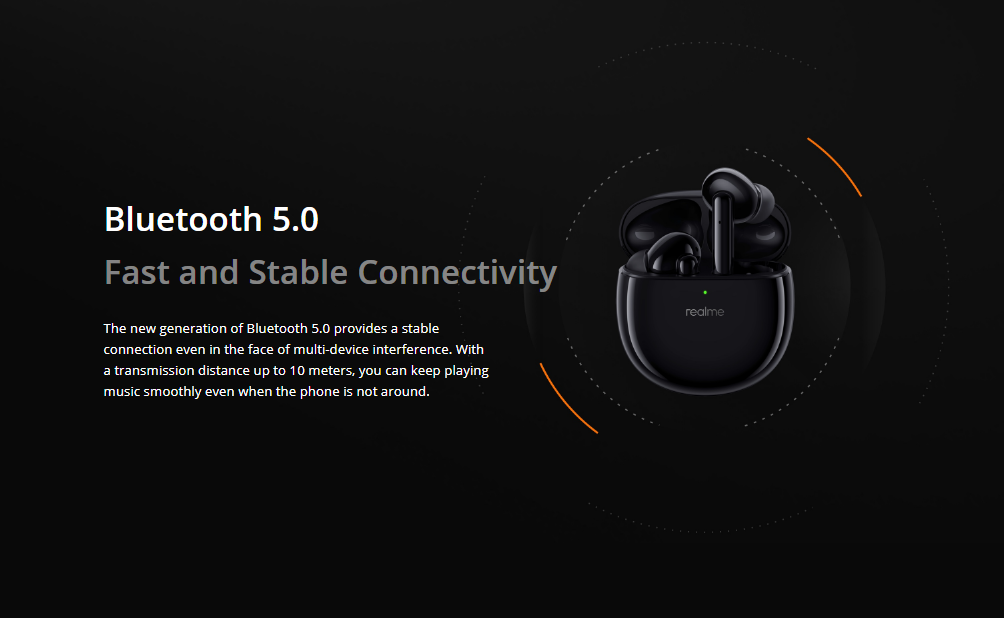 Bluetooth 5.0
Fast and Stable Connectivity
The new generation of Bluetooth 5.0 provides a stable
connection even in the face of multi-device interference. With
a transmission distance up to 10 meters, you can keep playing
music smoothly even when the phone is not around.
realme